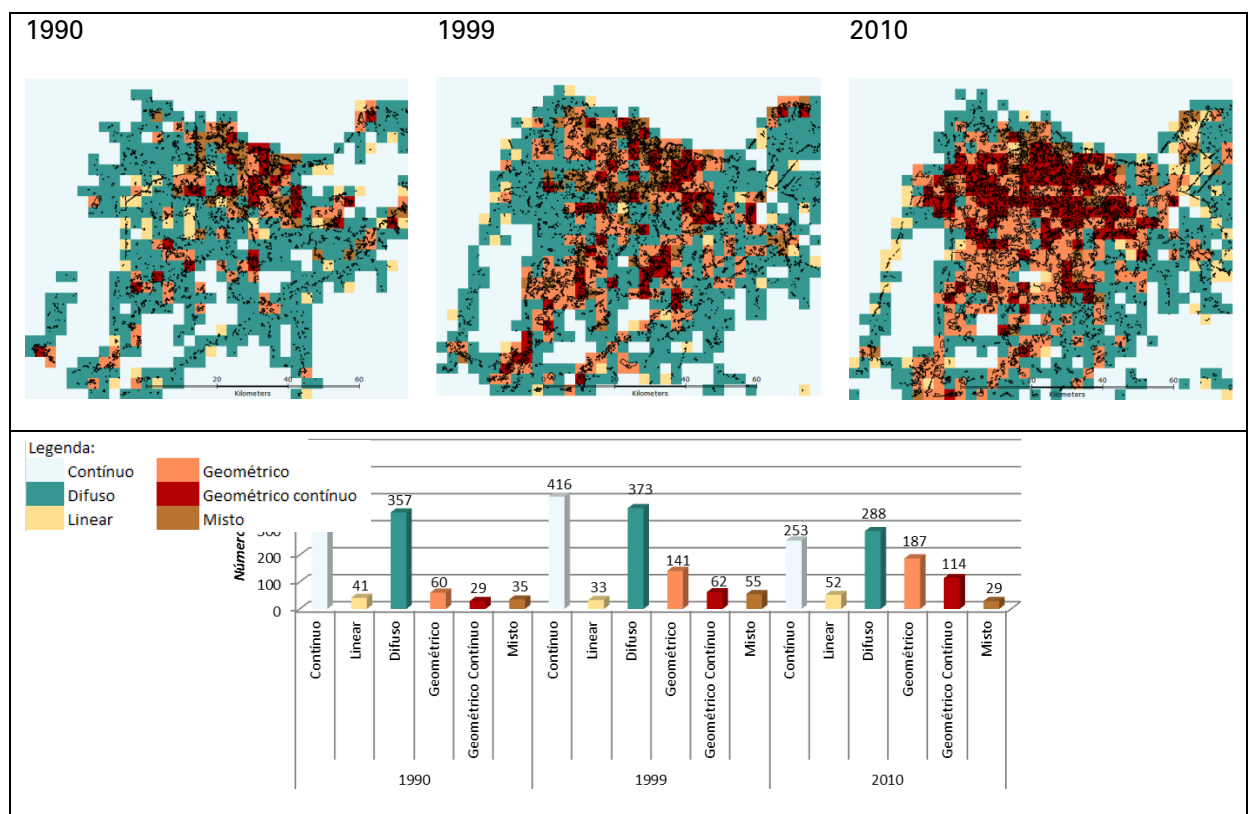 1990
1999
2010
20 40 60
Kilometers
20 40 60
Kilometers
20 40 60
Kilometers
Legenda:
Contínuo
Geométrico
Difuso
Geométrico contínuo
Linear
Misto
Número
300
200
100
0
41
357
60
29
35
416
33
373
141
62
55
253
52
288
187
114
29
Contínuo
Linear
Difuso
Geométrico
Geométrico Contínuo
Misto
Contínuo
Linear
Difuso
Geométrico
Geométrico Contínuo
Misto
Contínuo
Linear
Difuso
Geométrico
Geométrico Contínuo
Misto
1990
1999
2010